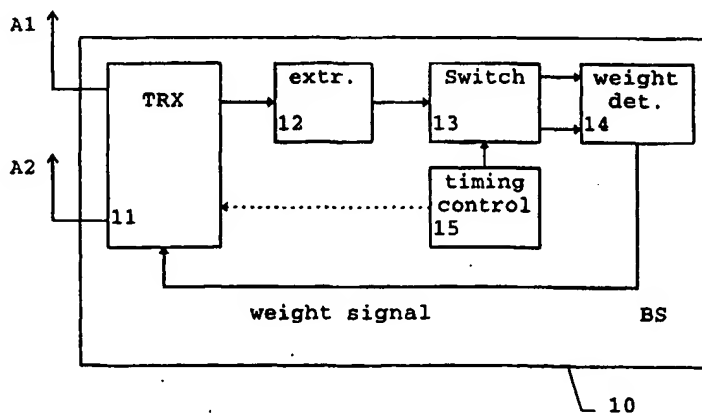 A1
TRX
extr.
12
Switch
13
weight
det.
14
A2
11
timing
control
15
weight signal
BS
10